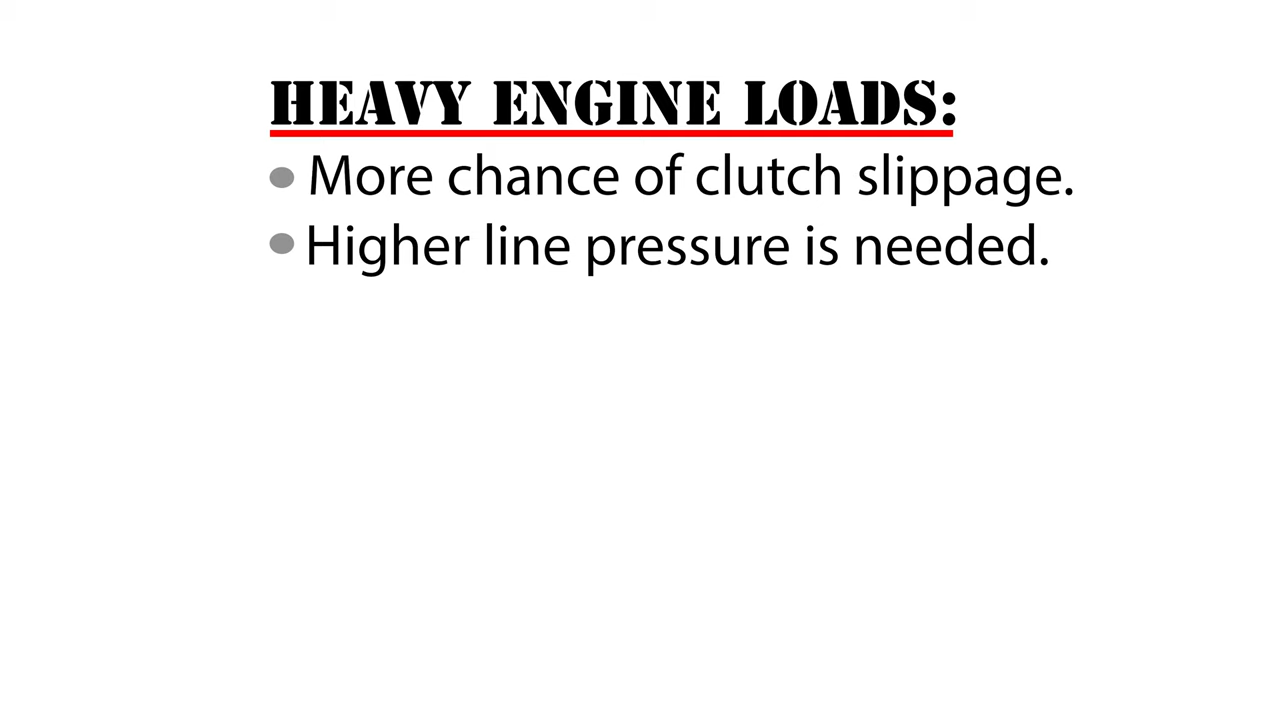 HEAVY ENGINE LOADS:
More chance of clutch slippage.
Higher line pressure is needed.